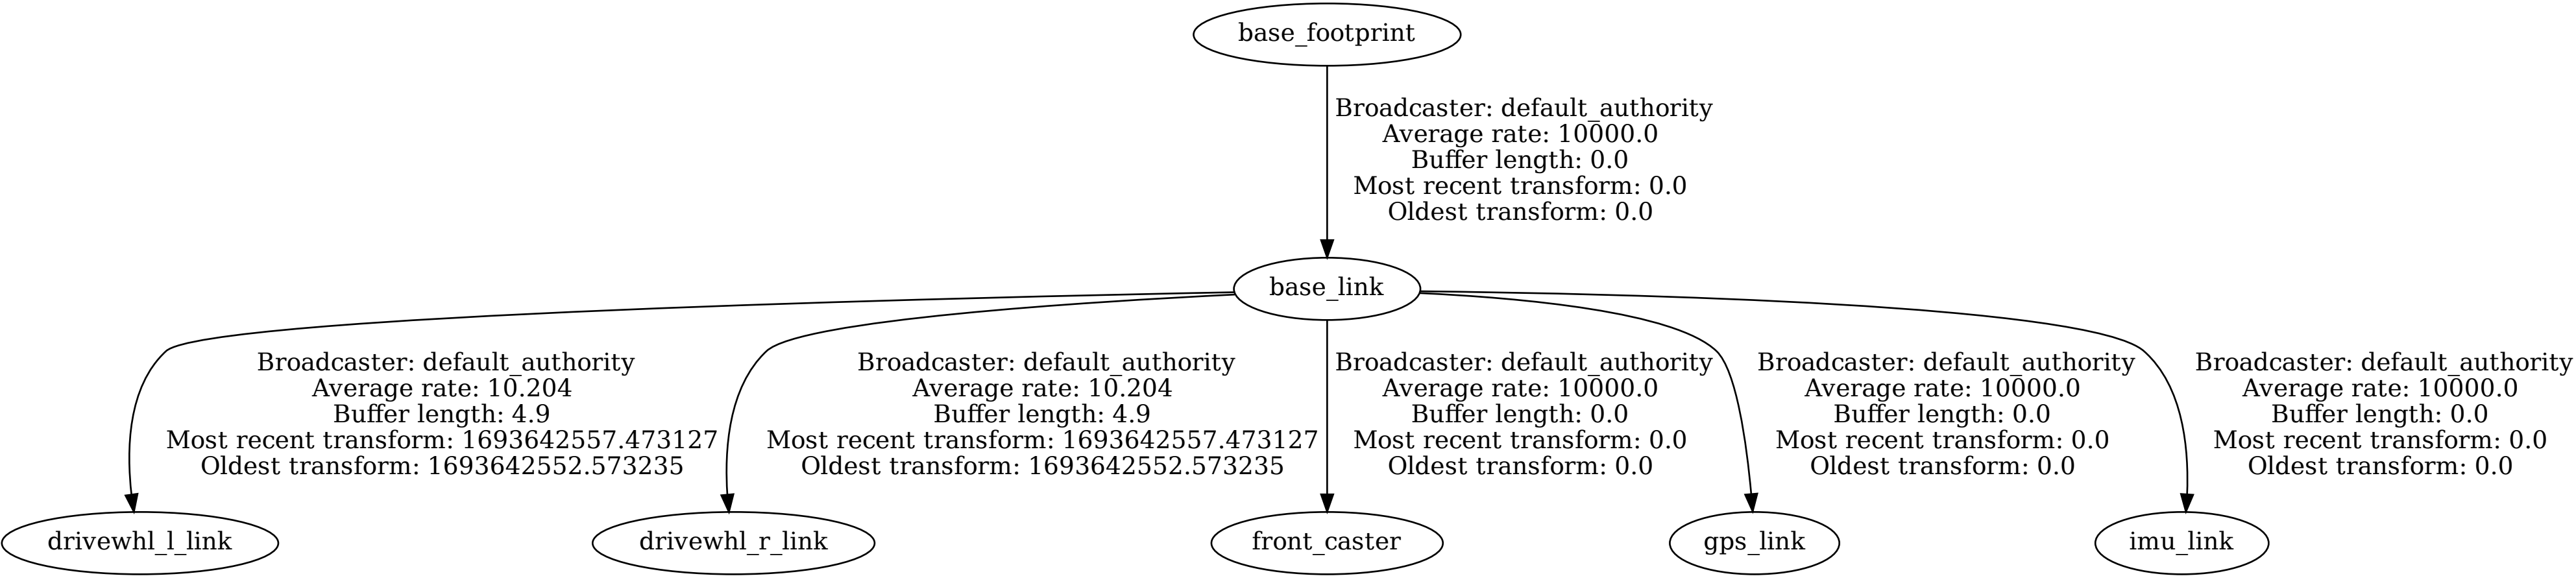 base_footprint
Broadcaster: default_authority
Average rate: 10000.0
Buffer length: 0.0
Most recent transform: 0.0
Oldest transform: 0.0
base_link
Broadcaster: default_authority
Average rate: 10.204
Buffer length: 4.9
Most recent transform: 1693642557.473127
Oldest transform: 1693642552.573235
Broadcaster: default_authority
Average rate: 10.204
Buffer length: 4.9
Most recent transform: 1693642557.473127
Oldest transform: 1693642552.573235
Broadcaster: default_authority
Average rate: 10000.0
Buffer length: 0.0
Most recent transform: 0.0
Oldest transform: 0.0
Broadcaster: default_authority
Average rate: 10000.0
Buffer length: 0.0
Most recent transform: 0.0
Oldest transform: 0.0
Broadcaster: default_authority
Average rate: 10000.0
Buffer length: 0.0
Most recent transform: 0.0
Oldest transform: 0.0
drivewhl_l_link
drivewhl_r_link
front_caster
gps_link
imu_link